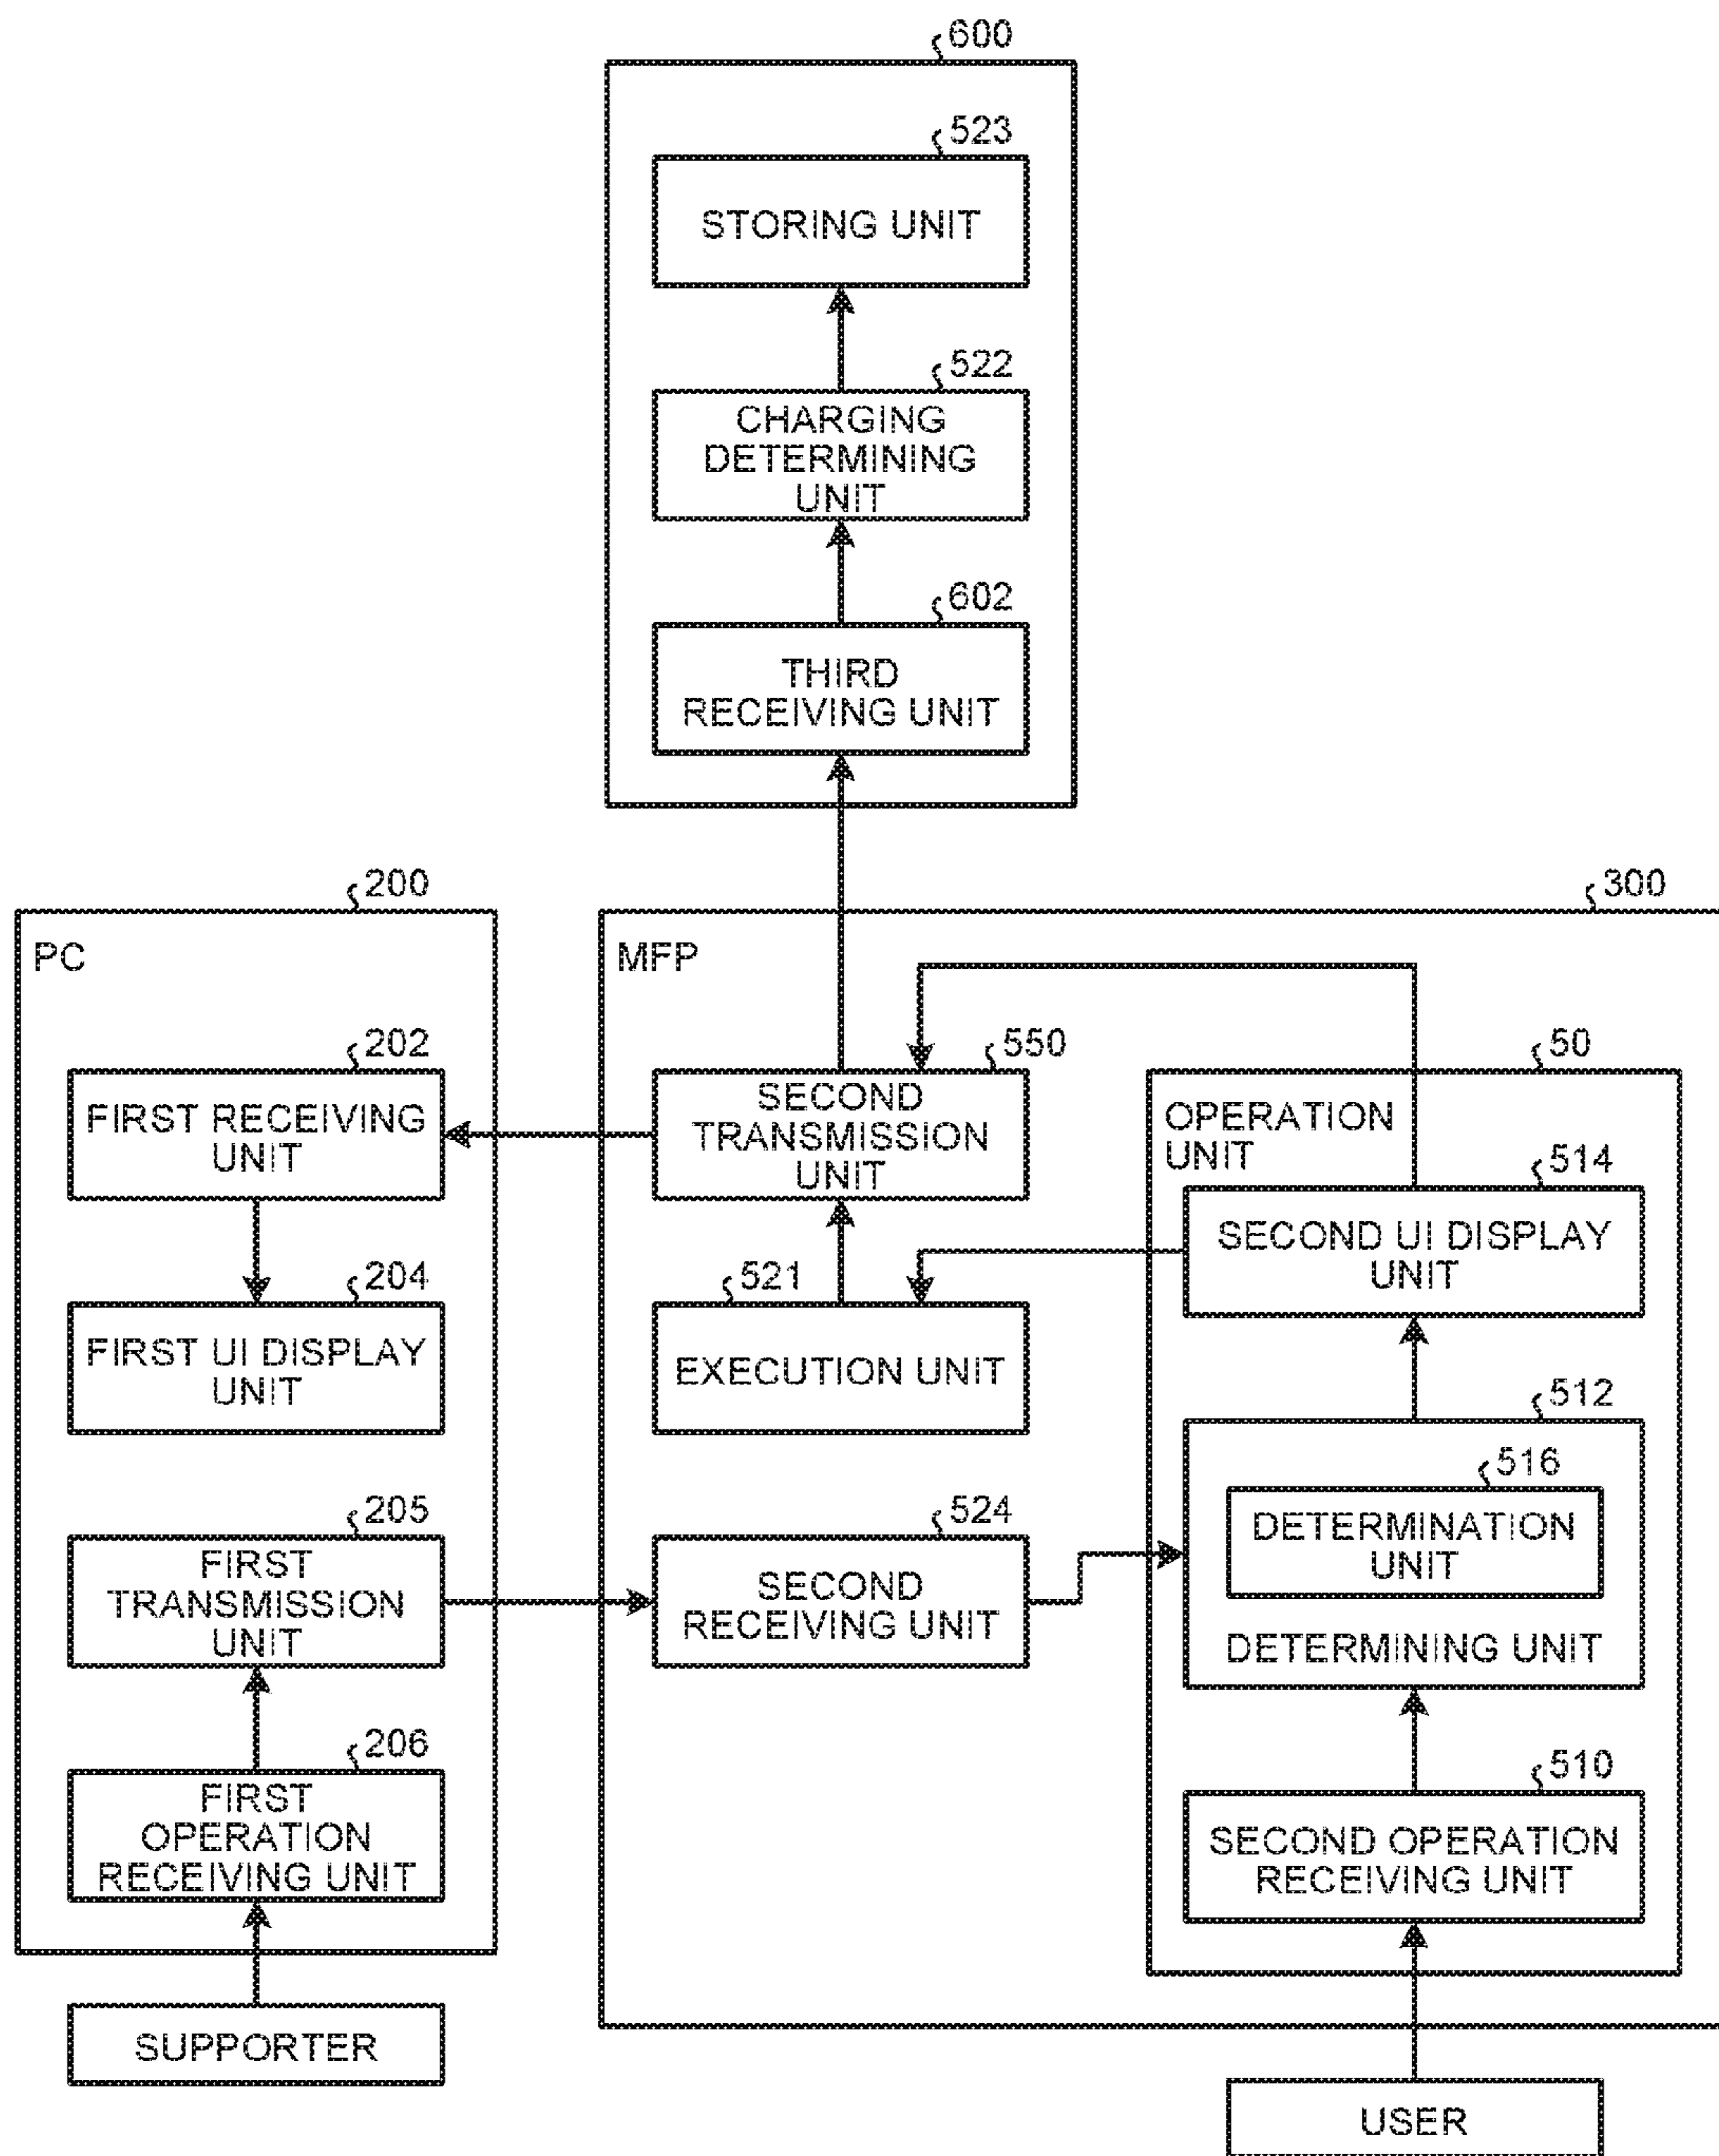 600
523
STORING UNIT
522
CHARGING
DETERMINING
UNIT
602
THIRD
RECEIVING UNIT
200
PC
202
FIRST RECEIVING
UNIT
204
FIRST UI DISPLAY
UNIT
205
FIRST
TRANSMISSION
UNIT
206
FIRST
OPERATION
RECEIVING UNIT
SUPPORTER
300
MFP
550
SECOND
TRANSMISSION
UNIT
521
EXECUTION UNIT
524
SECOND
RECEIVING UNIT
50
OPERATION
UNIT
514
SECOND UI DISPLAY
UNIT
512
516
DETERMINATION
UNIT
DETERMINING UNIT
510
SECOND OPERATION
RECEIVING UNIT
USER